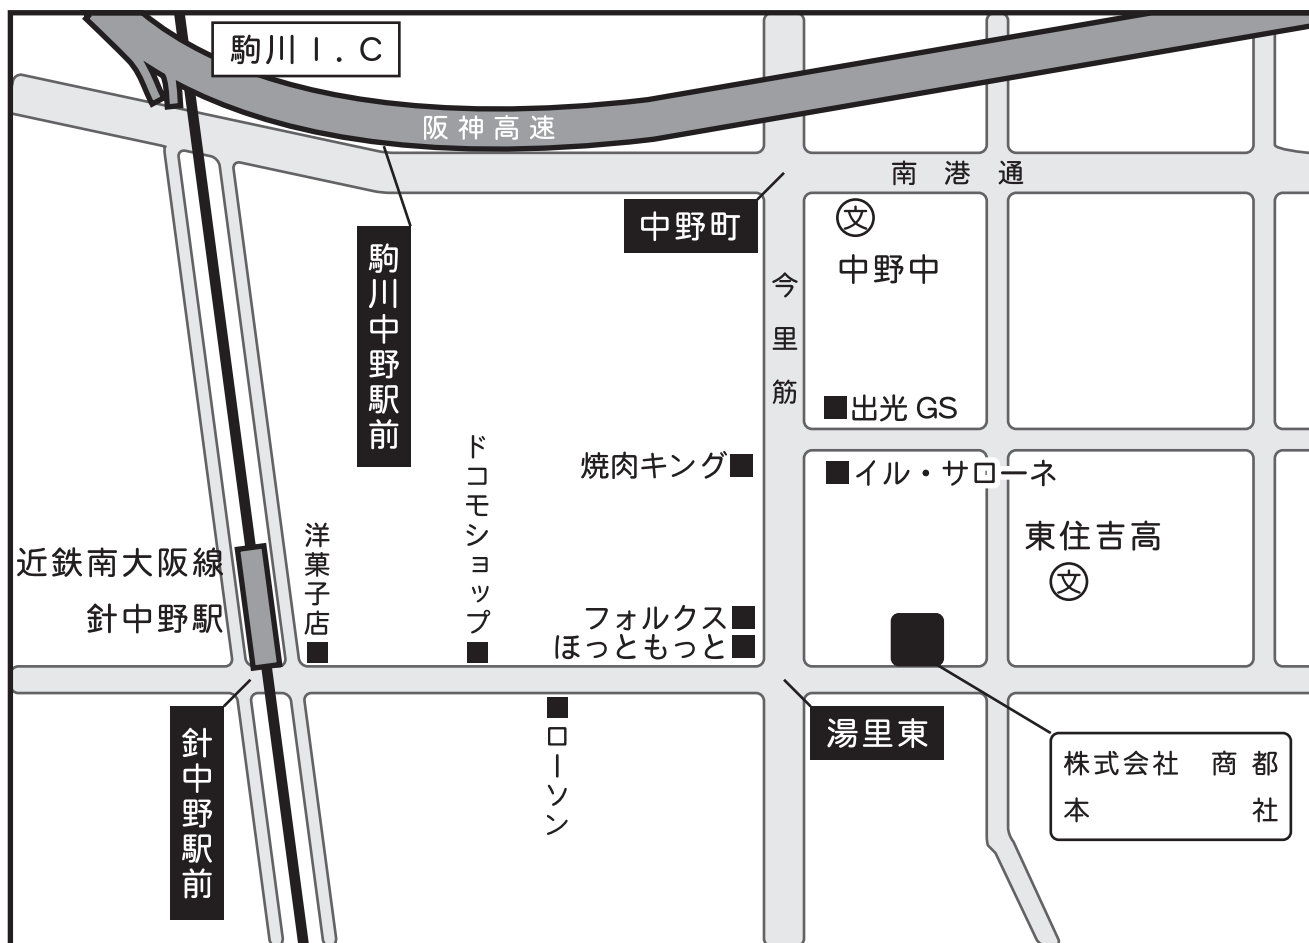 駒川 I . C
阪神高速
南港通
中野町
文
中野中
駒川中野駅前
今里筋
出光 GS
焼肉キング
イル・サローネ
ドコモショップ
洋菓子店
東住吉高
文
近鉄南大阪線
針中野駅
フォルクス
ほっともっと
針中野駅前
ローソン
湯里東
株式会社 商都
本社